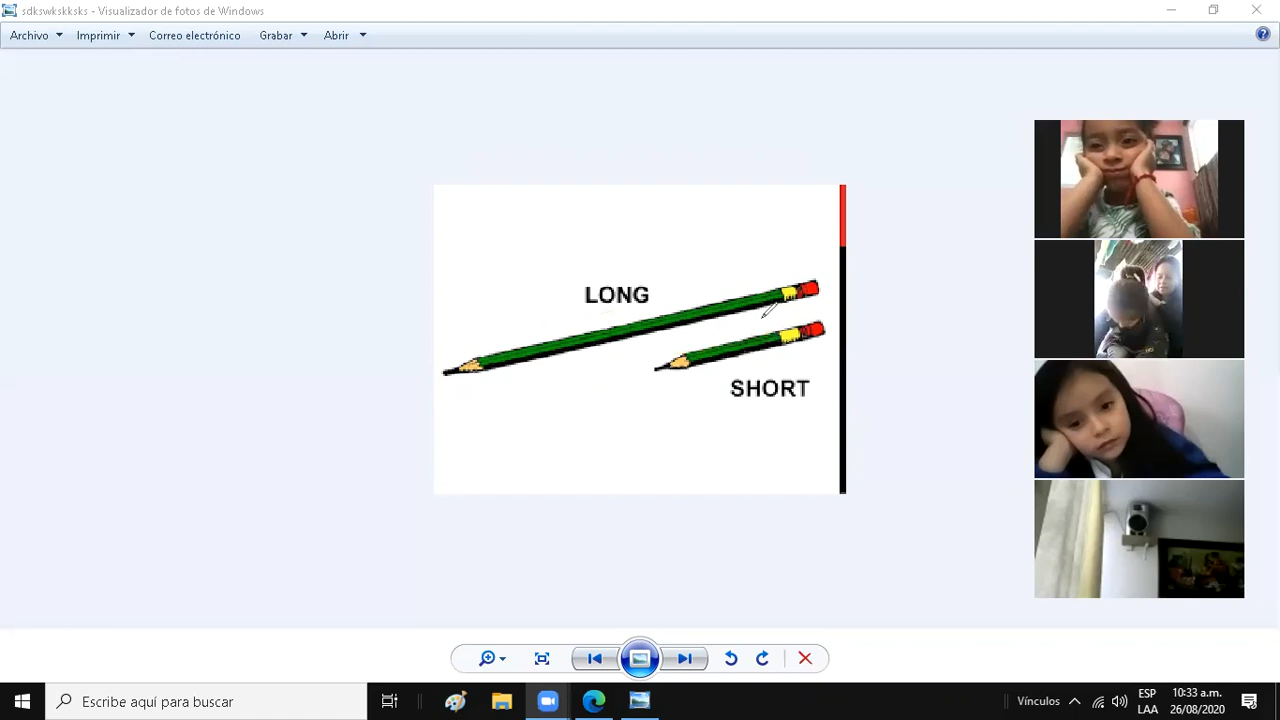 sdkswkskksks - Visualizador de fotos de Windows
Archivo Imprimir Correo electrónico Grabar Abrir
LONG
SHORT
Escribe aquí para buscar
Vínculos
ESP
LAA
10:33 a.m.
26/08/2020